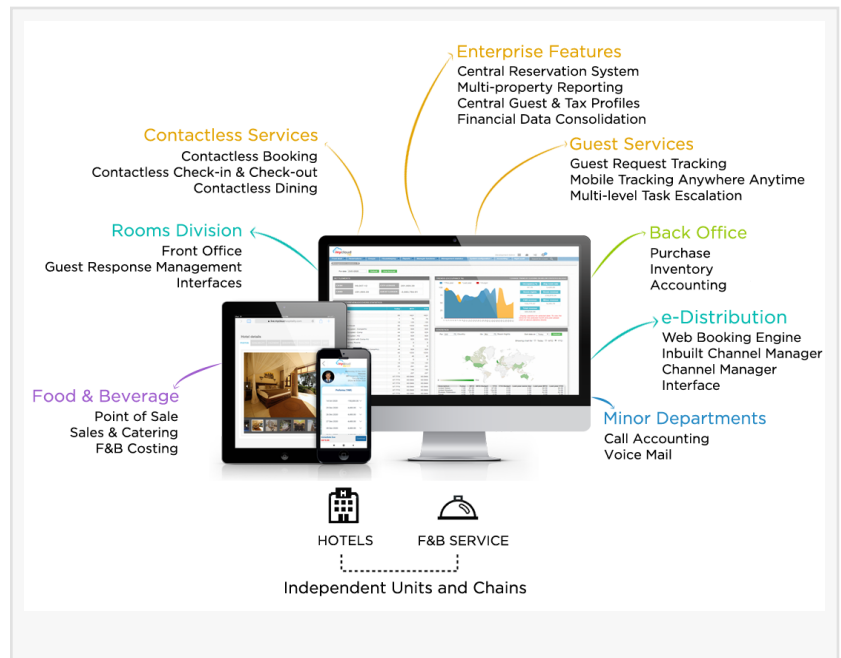 Enterprise Features
Central Reservation System
Multi-property Reporting
Central Guest & Tax Profiles
Financial Data Consolidation
Contactless Services
Contactless Booking
Contactless Check-in & Check-out
Contactless Dining
Guest Services
Guest Request Tracking
Mobile Tracking Anywhere Anytime
Multi-level Task Escalation
Rooms Division
Front Office
Guest Response Management
Interfaces
Back Office
Purchase
Inventory
Accounting
e-Distribution
Web Booking Engine
Inbuilt Channel Manager
Channel Manager
Interface
Food & Beverage
Point of Sale
Sales & Catering
F&B Costing
Minor Departments
Call Accounting
Voice Mail
HOTELS
F&B SERVICE
Independent Units and Chains